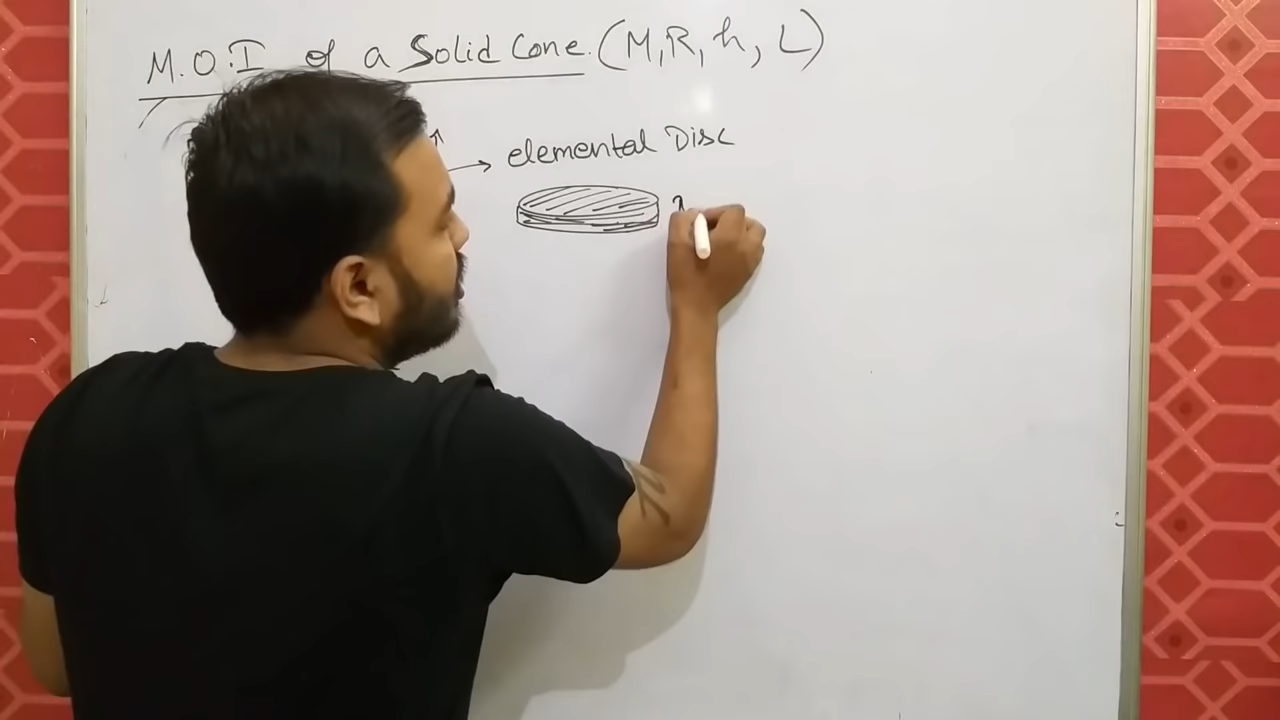 M.O.I of a Solid Cone. (M, R, h, L)
elemental Disc